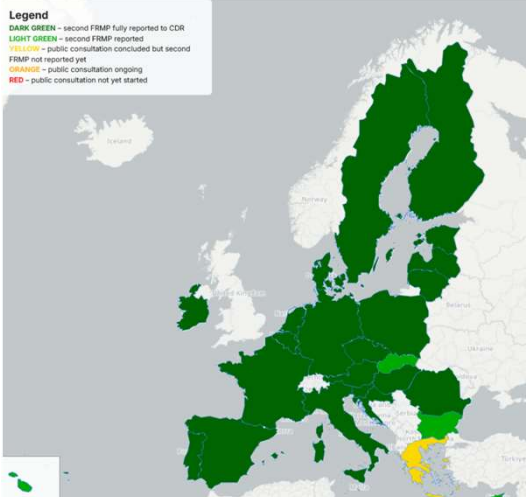 Legend
DARK GREEN – second FRMP fully reported to CDR
LIGHT GREEN – second FRMP reported
YELLOW – public consultation concluded but second
FRMP not reported yet
ORANGE – public consultation ongoing
RED – public consultation not yet started
Iceland
Norway
United Kingdom
Belarus
Ukraine
Serbia
Türkiye